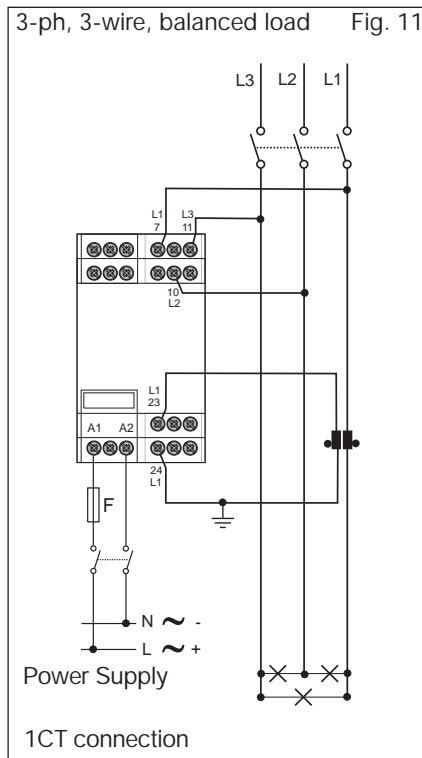 3-ph, 3-wire, balanced load Fig. 11
L3 L2 L1
L1 L3
7 11
10
L2
L1
23
A1 A2
24
L1
F
N ~ -
L ~ +
Power Supply
1CT connection